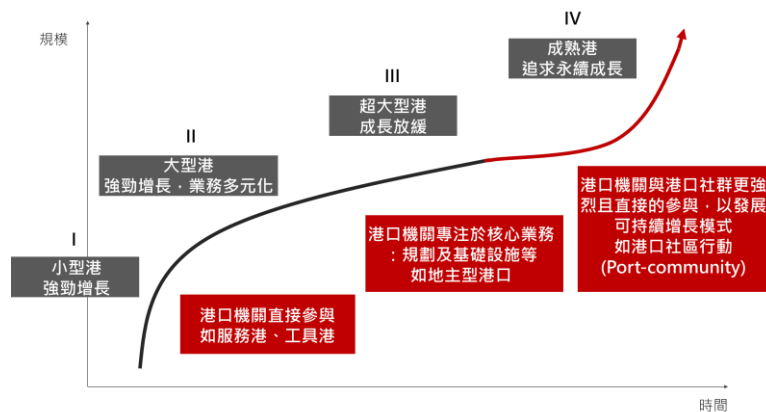 規模
IV
成熟港
追求永續成長
III
超大型港
成長放緩
II
大型港
強勁增長，業務多元化
I
小型港
強勁增長
港口機關直接參與
如服務港、工具港
港口機關專注於核心業務
：規劃及基礎設施等
如地主型港口
港口機關與港口社群更強
烈且直接的參與，以發展
可持續增長模式
如港口社區行動
(Port-community)
時間